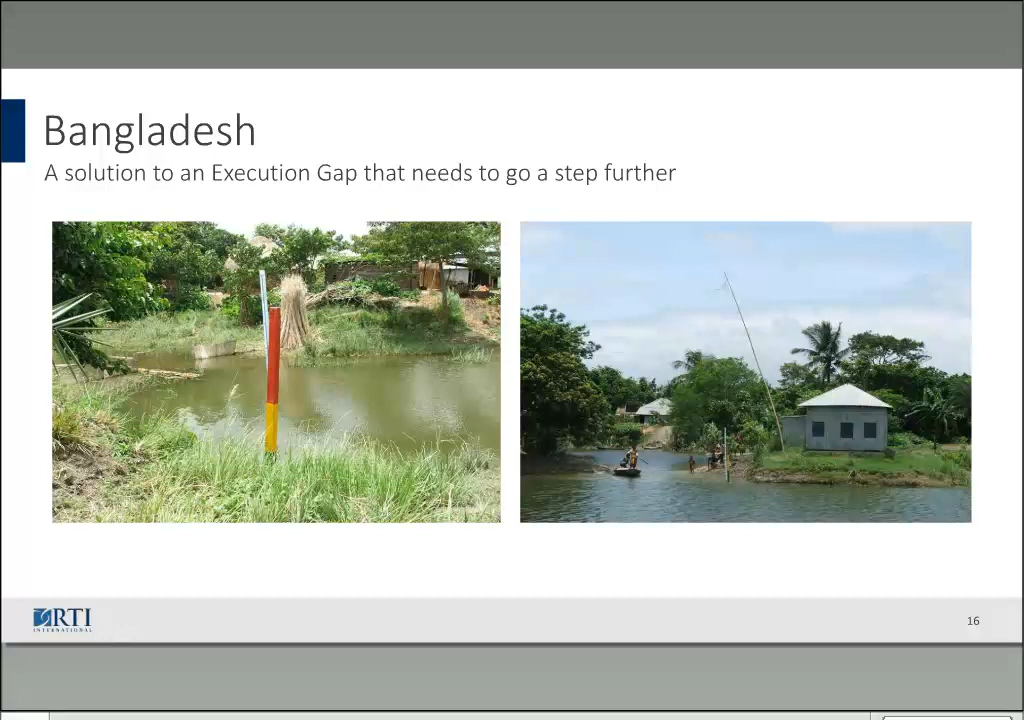 Bangladesh
A solution to an Execution Gap that needs to go a step further
RTI
INTERNATIONAL
16